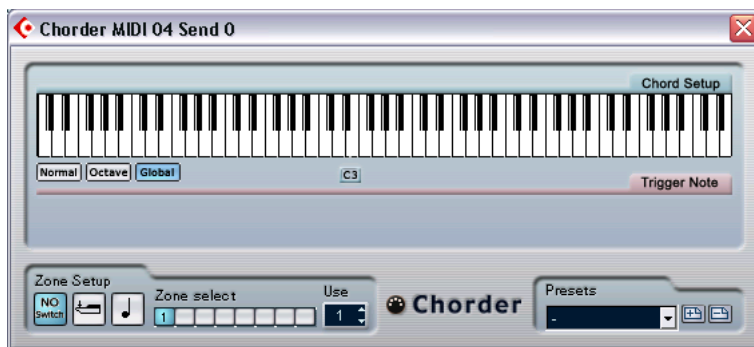 Chorder MIDI 04 Send 0
Chord Setup
Normal Octave Global
C3
Trigger Note
Zone Setup
NO Switch
Zone select
1
Use
1
Chorder
Presets
-